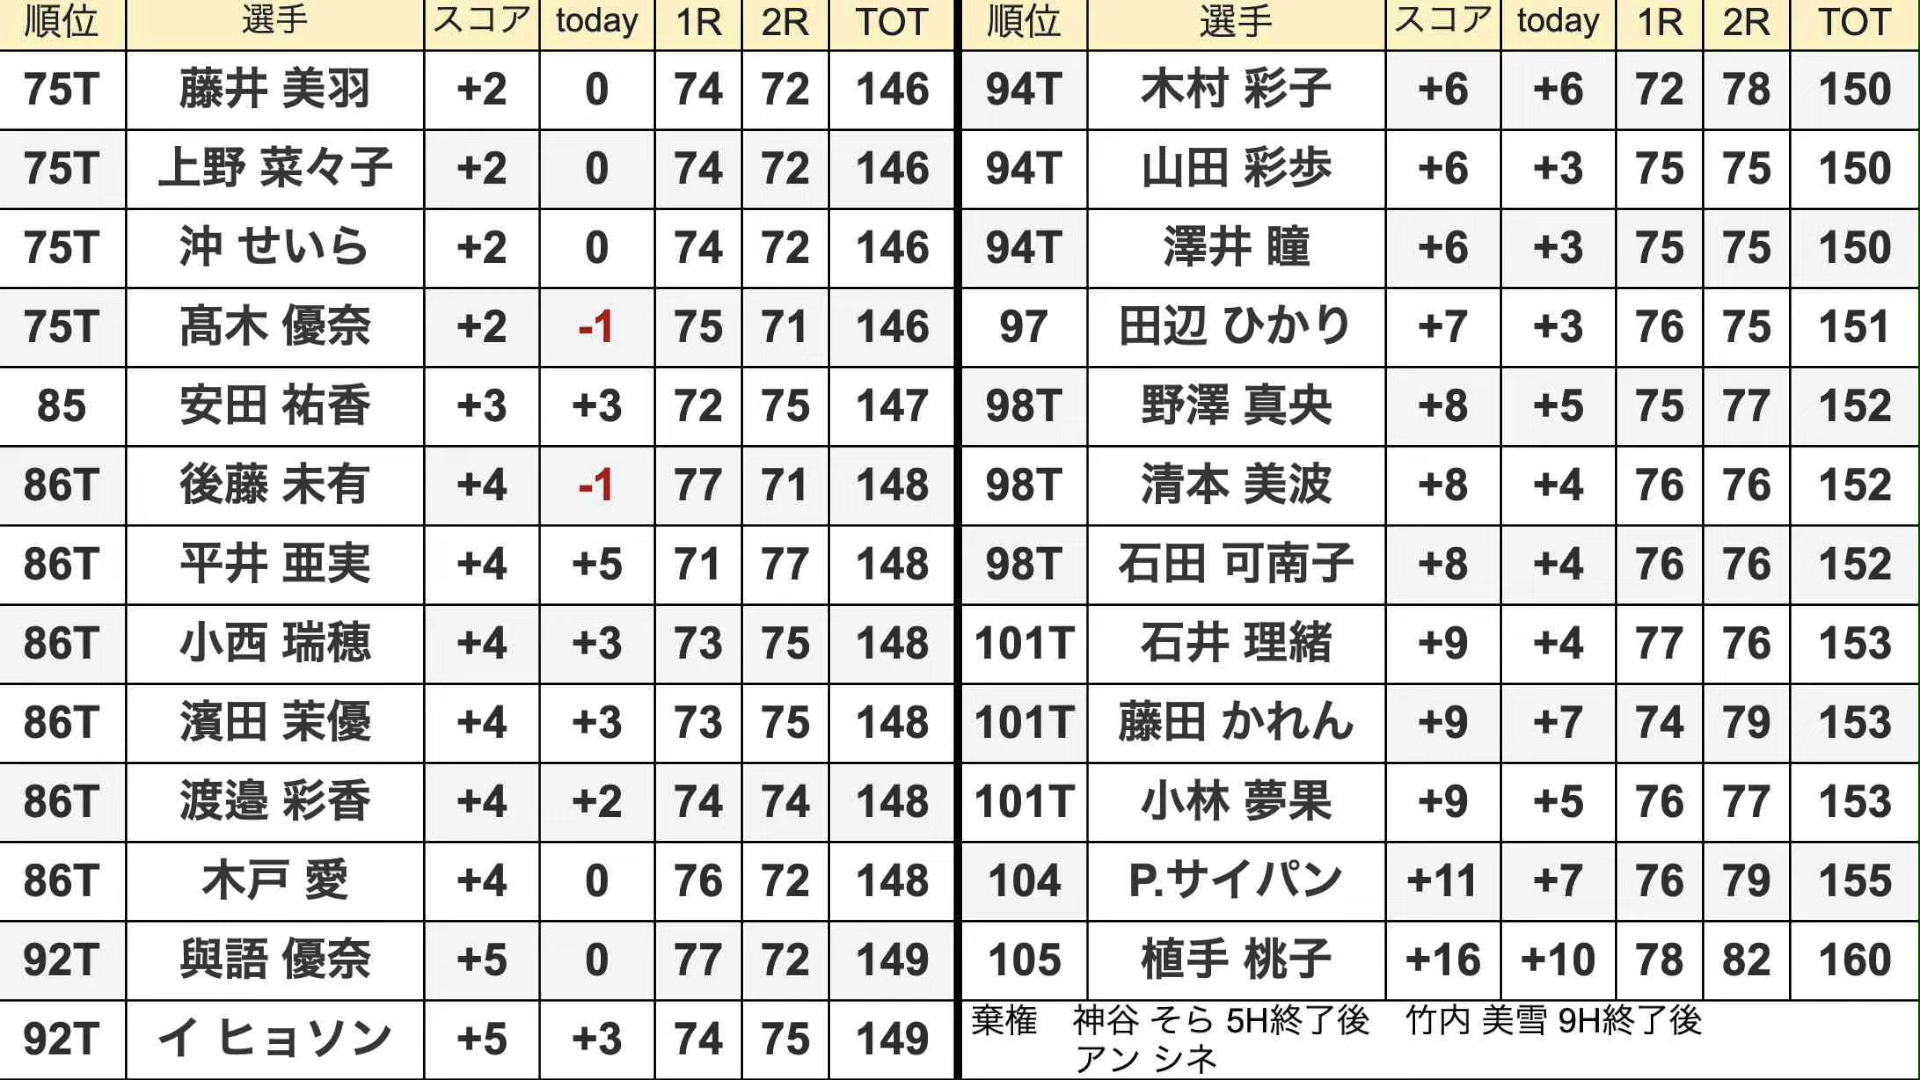 順位 選手 スコア today 1R 2R TOT
75T 藤井 美羽 +2 0 74 72 146
75T 上野 菜々子 +2 0 74 72 146
75T 沖 せいら +2 0 74 72 146
75T 髙木 優奈 +2 -1 75 71 146
85 安田 祐香 +3 +3 72 75 147
86T 後藤 未有 +4 -1 77 71 148
86T 平井 亜実 +4 +5 71 77 148
86T 小西 瑞穂 +4 +3 73 75 148
86T 濱田 茉優 +4 +3 73 75 148
86T 渡邉 彩香 +4 +2 74 74 148
86T 木戸 愛 +4 0 76 72 148
92T 與語 優奈 +5 0 77 72 149
92T イ ヒョソン +5 +3 74 75 149
順位 選手 スコア today 1R 2R TOT
94T 木村 彩子 +6 +6 72 78 150
94T 山田 彩歩 +6 +3 75 75 150
94T 澤井 瞳 +6 +3 75 75 150
97 田辺 ひかり +7 +3 76 75 151
98T 野澤 真央 +8 +5 75 77 152
98T 清本 美波 +8 +4 76 76 152
98T 石田 可南子 +8 +4 76 76 152
101T 石井 理緒 +9 +4 77 76 153
101T 藤田 かれん +9 +7 74 79 153
101T 小林 夢果 +9 +5 76 77 153
104 P.サイパン +11 +7 76 79 155
105 植手 桃子 +16 +10 78 82 160
棄権 神谷 そら 5H終了後 竹内 美雪 9H終了後
アン シネ